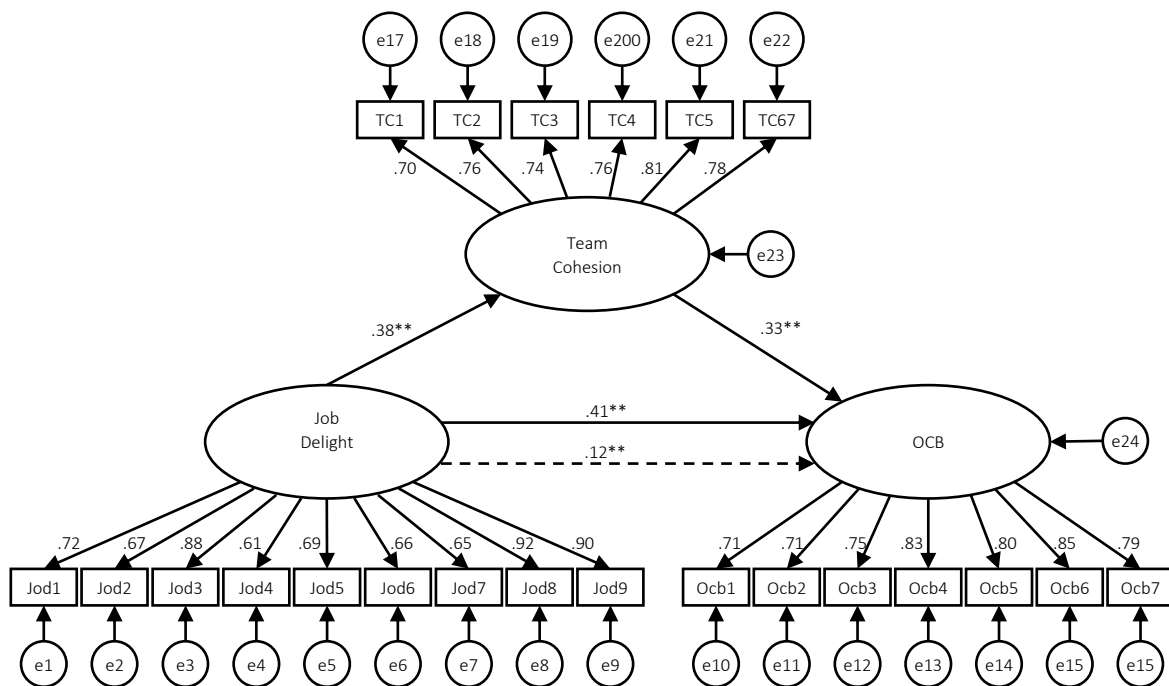 e17 e18 e19 e200 e21 e22
TC1 TC2 TC3 TC4 TC5 TC67
.70 .76 .74 .76 .81 .78
Team
Cohesion
e23
.38** .33**
Job
Delight
.41**
.12**
OCB
e24
.72 .67 .88 .61 .69 .66 .65 .92 .90 .71 .71 .75 .83 .80 .85 .79
Jod1 Jod2 Jod3 Jod4 Jod5 Jod6 Jod7 Jod8 Jod9 Ocb1 Ocb2 Ocb3 Ocb4 Ocb5 Ocb6 Ocb7
e1 e2 e3 e4 e5 e6 e7 e8 e9 e10 e11 e12 e13 e14 e15 e15